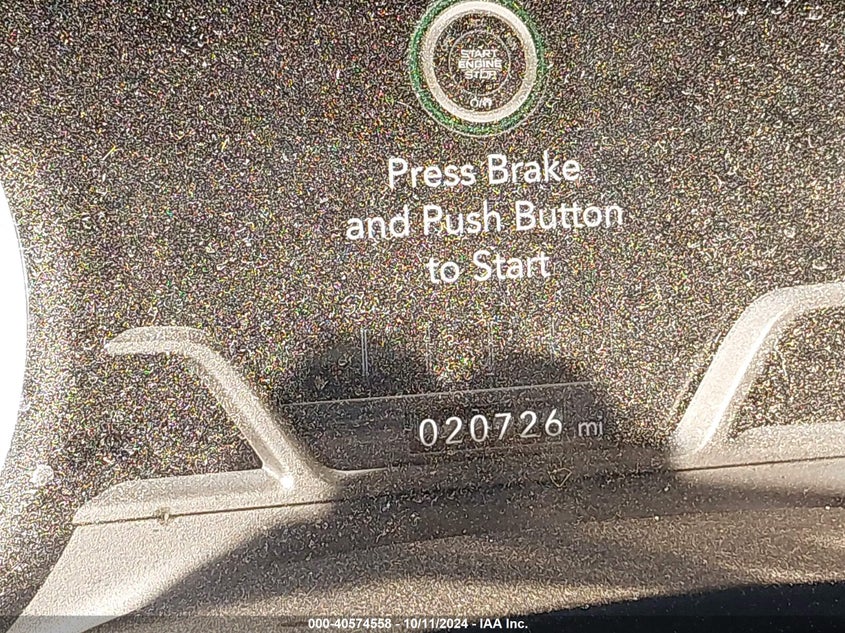 START
ENGINE
STOP
Press Brake
and Push Button
to Start
020726 mi
000-40574558 - 10/11/2024 - IAA Inc.